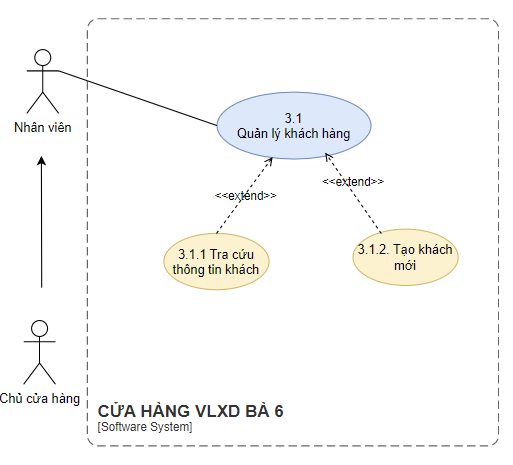 3.1
Quản lý khách hàng
Nhân viên
<<extend>>
<<extend>>
3.1.1 Tra cứu
thông tin khách
3.1.2. Tạo khách
mới
Chủ cửa hàng
CỬA HÀNG VLXD BÀ 6
[Software System]